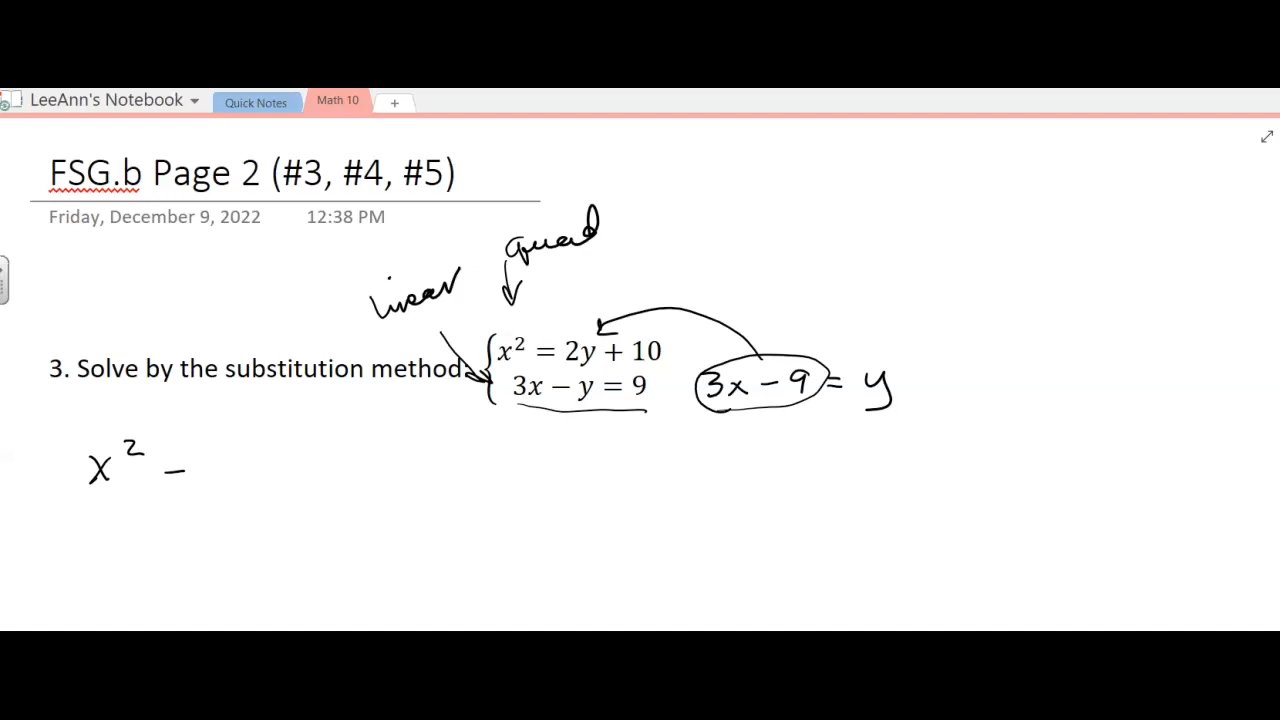 LeeAnn's Notebook
Quick Notes
Math 10
+
FSG.b Page 2 (#3, #4, #5)
Friday, December 9, 2022 12:38 PM
quad
linear
3. Solve by the substitution method:
x² = 2y + 10
3x − y = 9
3x − 9 = y
x² −